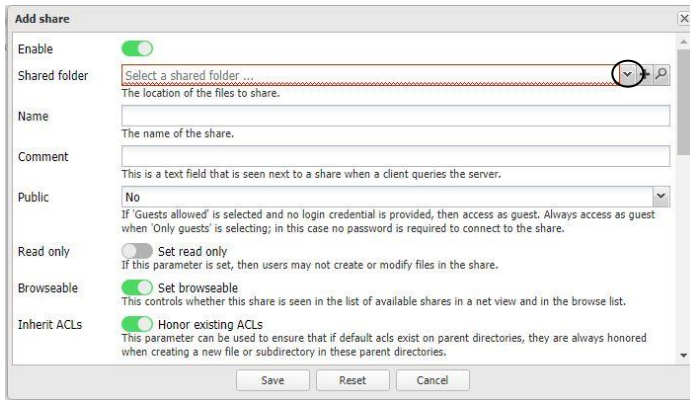 Add share
Enable
Shared folder
Select a shared folder ...
The location of the files to share.
Name
The name of the share.
Comment
This is a text field that is seen next to a share when a client queries the server.
Public
No
If 'Guests allowed' is selected and no login credential is provided, then access as guest. Always access as guest
when 'Only guests' is selecting; in this case no password is required to connect to the share.
Read only
Set read only
If this parameter is set, then users may not create or modify files in the share.
Browseable
Set browseable
This controls whether this share is seen in the list of available shares in a net view and in the browse list.
Inherit ACLs
Honor existing ACLs
This parameter can be used to ensure that if default acls exist on parent directories, they are always honored
when creating a new file or subdirectory in these parent directories.
Save Reset Cancel